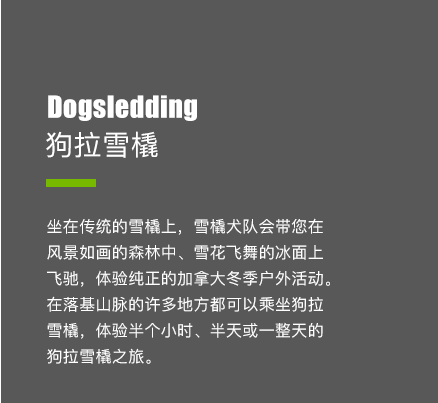 Dogsledding
狗拉雪橇
坐在传统的雪橇上，雪橇犬队会带您在
风景如画的森林中、雪花飞舞的冰面上
飞驰，体验纯正的加拿大冬季户外活动。
在落基山脉的许多地方都可以乘坐狗拉
雪橇，体验半个小时、半天或一整天的
狗拉雪橇之旅。